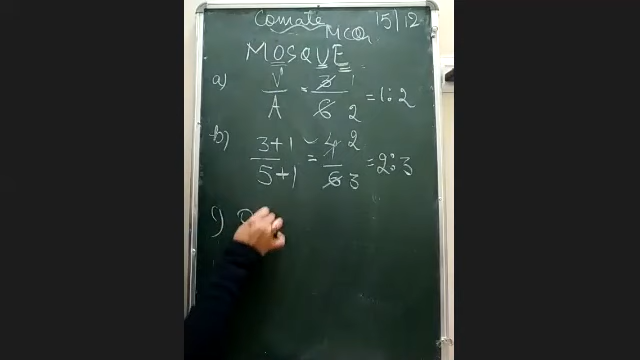 Comate 15/12
MCQ
MOSQUE
a) V/A = 3/6 1 2 = 1:2
b) 3+1/5+1 = 4/6 2 3 = 2:3